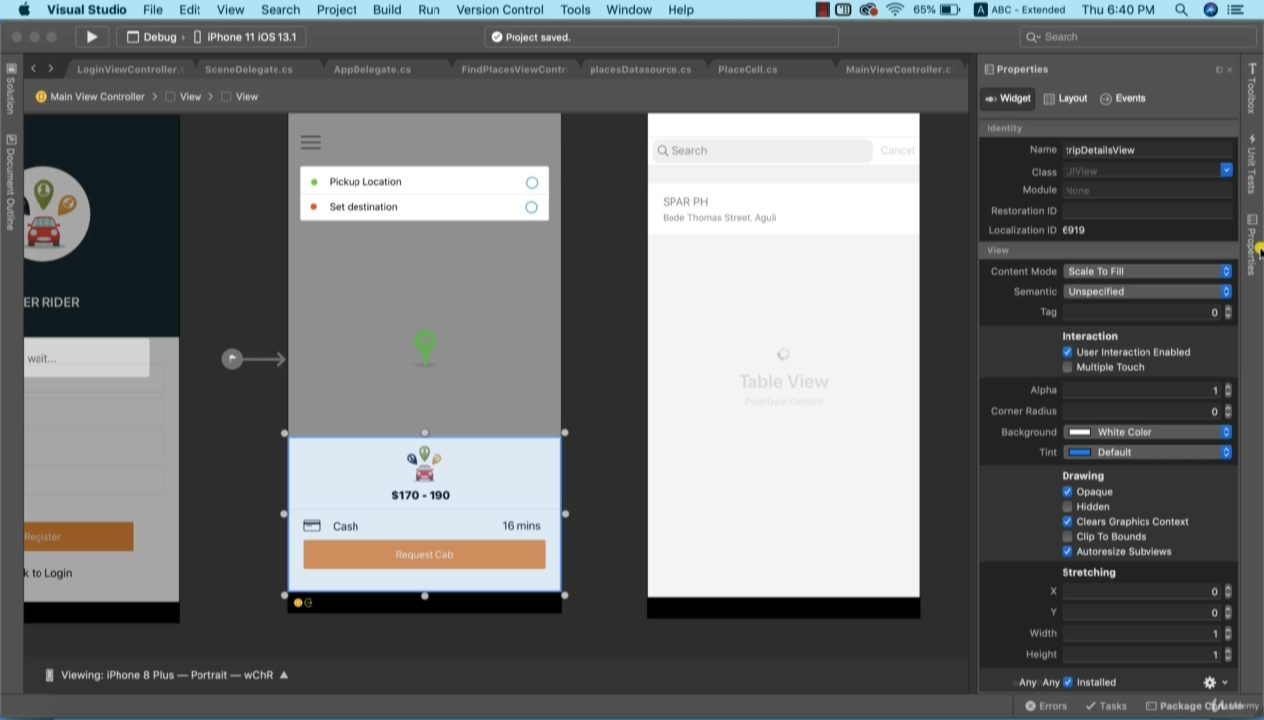 Visual Studio File Edit View Search Project Build Run Version Control Tools Window Help 65% A ABC - Extended Thu 6:40 PM
Debug › iPhone 11 iOS 13.1 Project saved. Search
LoginViewController.c SceneDelegate.cs AppDelegate.cs FindPlacesViewContr placesDatasource.cs PlaceCell.cs MainViewController.c
Main View Controller > View > View
Solution
Document Outline
ER RIDER
wait...
Register
k to Login
Pickup Location
Set destination
$170 - 190
Cash 16 mins
Request Cab
Search Cancel
SPAR PH
Bode Thomas Street, Aguli
Table View
Prototype Content
Viewing: iPhone 8 Plus — Portrait — wChR
Properties
Widget Layout Events
Identity
Name tripDetailsView
Class UIView
Module None
Restoration ID
Localization ID 6919
View
Content Mode Scale To Fill
Semantic Unspecified
Tag 0
Interaction
User Interaction Enabled
Multiple Touch
Alpha 1
Corner Radius 0
Background White Color
Tint Default
Drawing
Opaque
Hidden
Clears Graphics Context
Clip To Bounds
Autoresize Subviews
Stretching
X 0
Y 0
Width 1
Height 1
Any Any Installed
Toolbox
Unit Tests
Properties
Errors Tasks Package